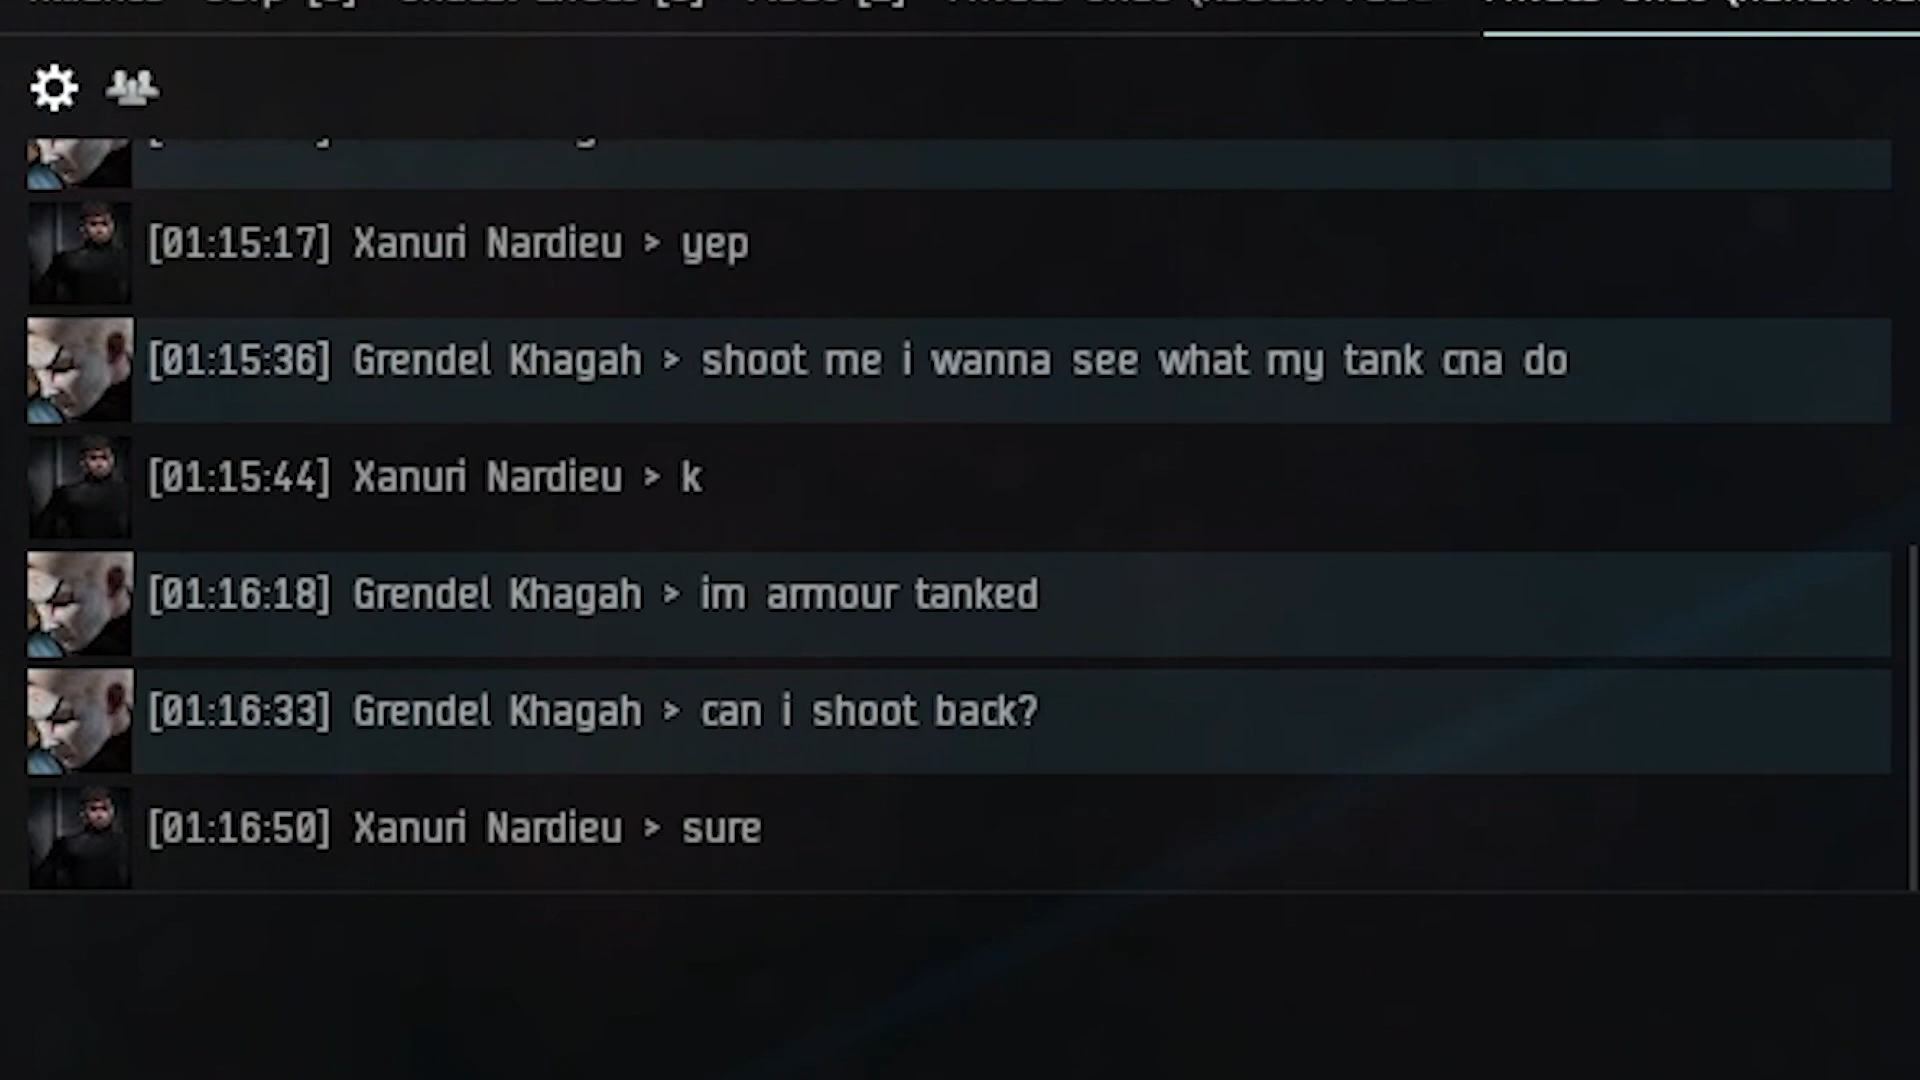 [01:15:17] Xanuri Nardieu > yep
[01:15:36] Grendel Khagah > shoot me i wanna see what my tank cna do
[01:15:44] Xanuri Nardieu > k
[01:16:18] Grendel Khagah > im armour tanked
[01:16:33] Grendel Khagah > can i shoot back?
[01:16:50] Xanuri Nardieu > sure